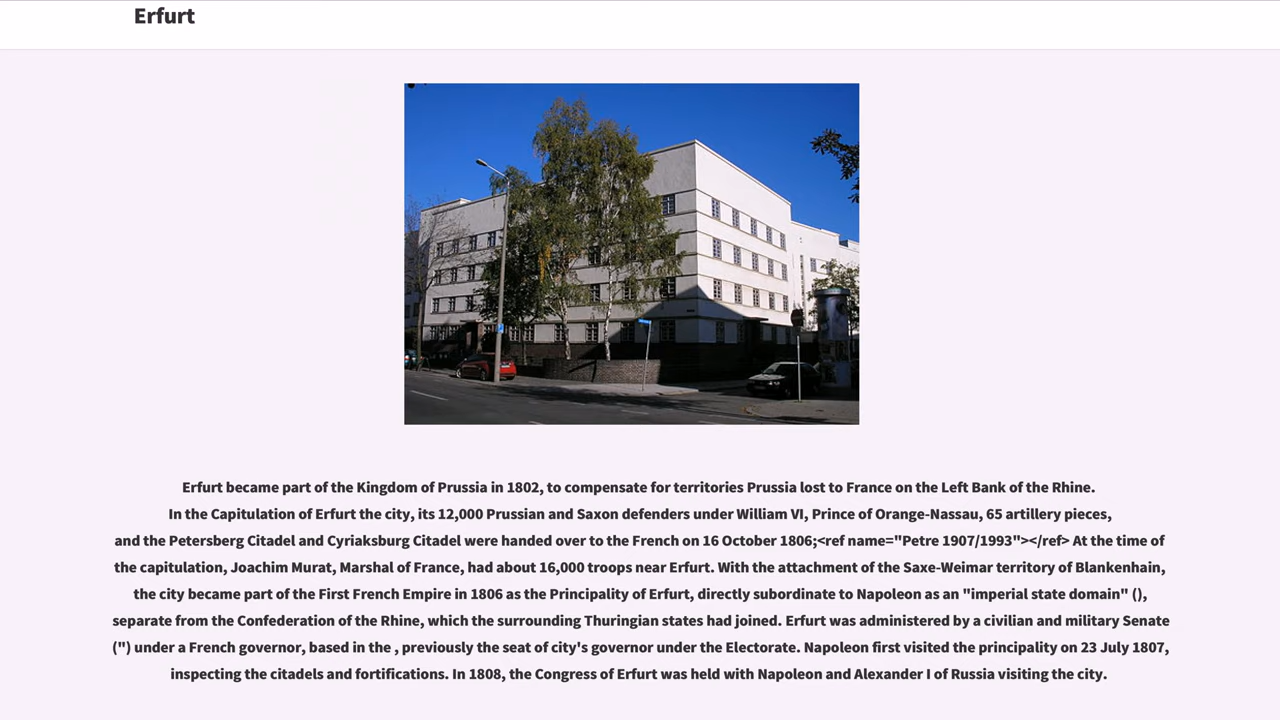 Erfurt
Erfurt became part of the Kingdom of Prussia in 1802, to compensate for territories Prussia lost to France on the Left Bank of the Rhine.
In the Capitulation of Erfurt the city, its 12,000 Prussian and Saxon defenders under William VI, Prince of Orange-Nassau, 65 artillery pieces,
and the Petersberg Citadel and Cyriaksburg Citadel were handed over to the French on 16 October 1806;<ref name="Petre 1907/1993"></ref> At the time of
the capitulation, Joachim Murat, Marshal of France, had about 16,000 troops near Erfurt. With the attachment of the Saxe-Weimar territory of Blankenhain,
the city became part of the First French Empire in 1806 as the Principality of Erfurt, directly subordinate to Napoleon as an "imperial state domain" (),
separate from the Confederation of the Rhine, which the surrounding Thuringian states had joined. Erfurt was administered by a civilian and military Senate
(") under a French governor, based in the , previously the seat of city's governor under the Electorate. Napoleon first visited the principality on 23 July 1807,
inspecting the citadels and fortifications. In 1808, the Congress of Erfurt was held with Napoleon and Alexander I of Russia visiting the city.